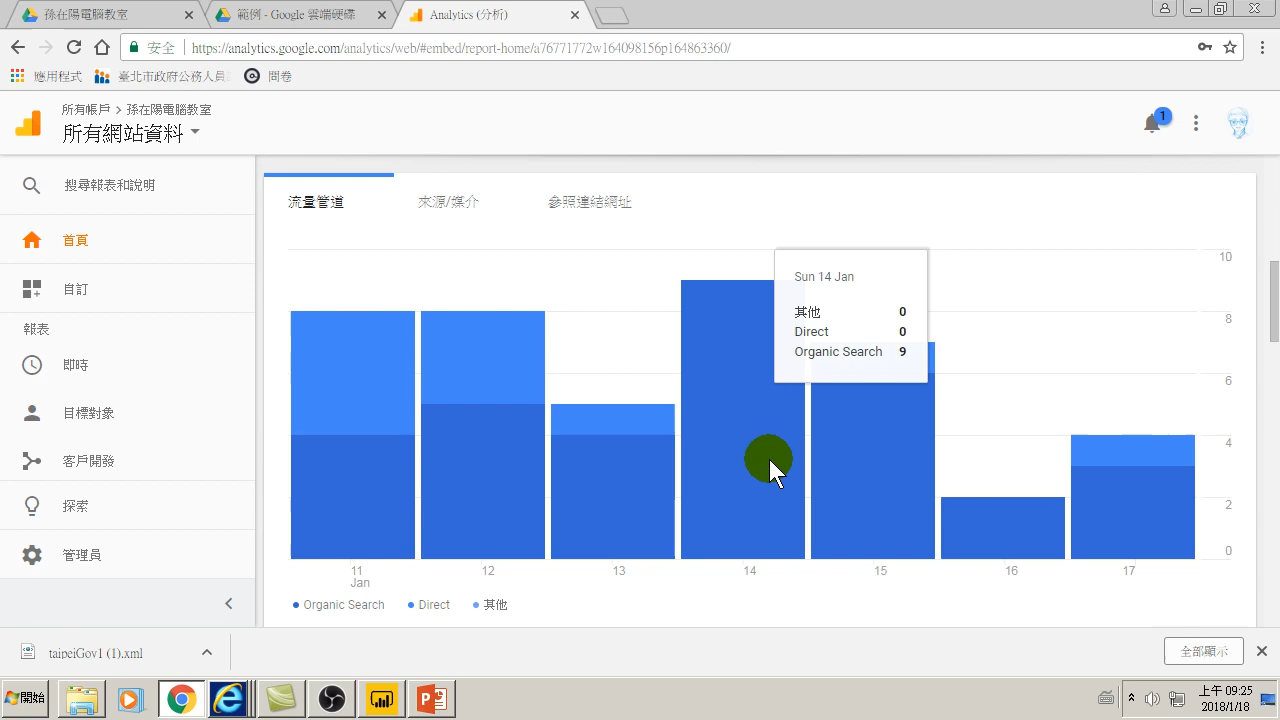 孫在陽電腦教室
範例 - Google 雲端硬碟
Analytics (分析)
安全
https://analytics.google.com/analytics/web/#embed/report-home/a76771772w164098156p164863360/
應用程式
臺北市政府公務人員
問卷
所有帳戶 > 孫在陽電腦教室
所有網站資料
1
搜尋報表和說明
首頁
自訂
報表
即時
目標對象
客戶開發
探索
管理員
流量管道
來源/媒介
參照連結網址
10
8
6
4
2
0
Sun 14 Jan
其他 0
Direct 0
Organic Search 9
11 12 13 14 15 16 17
Jan
Organic Search Direct 其他
taipeiGov1 (1).xml
全部顯示
開始
上午 09:25
2018/1/18